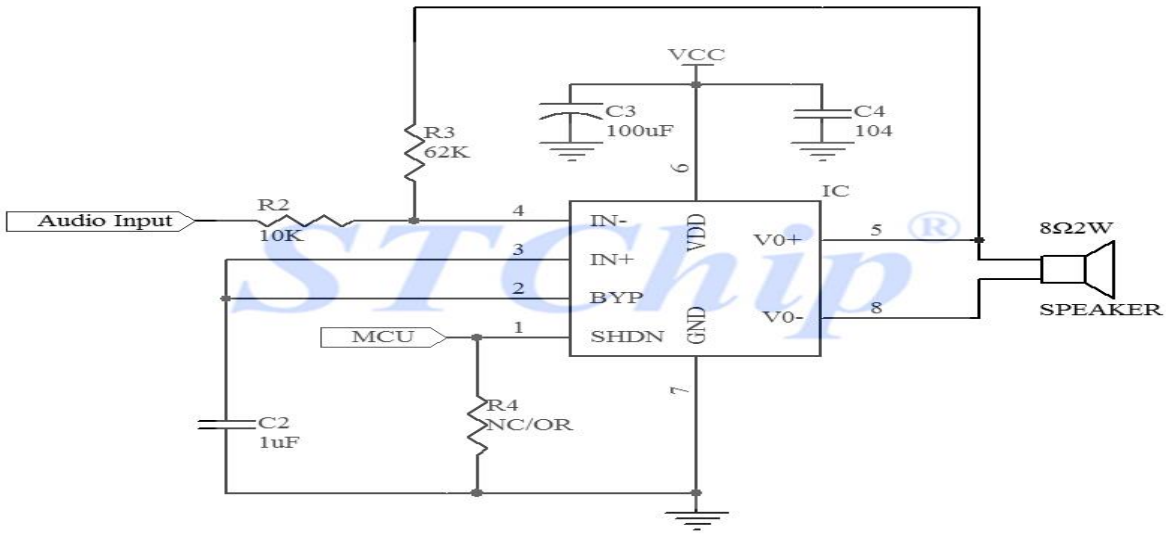 VCC
C3
100uF
C4
104
R3
62K
6
IC
R2
Audio Input
10K
4
IN-
VDD
V0+
5
8Ω2W
3
IN+
STChip®
2
BYP
MCU
1
SHDN
GND
V0-
8
SPEAKER
7
R4
NC/OR
C2
1uF